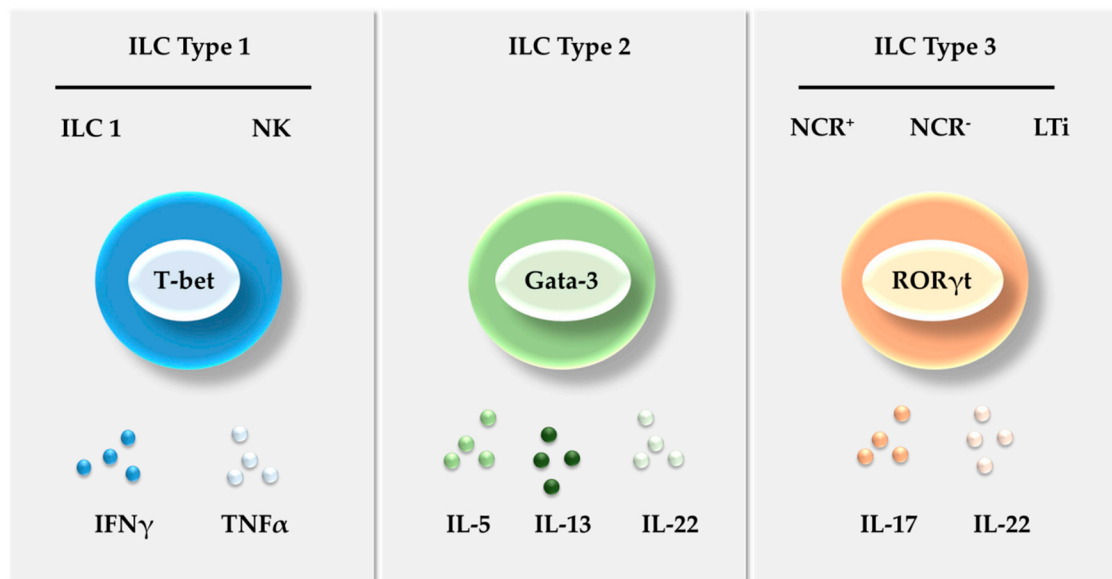 ILC Type 1
ILC 1 NK
T-bet
IFNγ TNFα
ILC Type 2
Gata-3
IL-5 IL-13 IL-22
ILC Type 3
NCR⁺ NCR⁻ LTi
RORγt
IL-17 IL-22